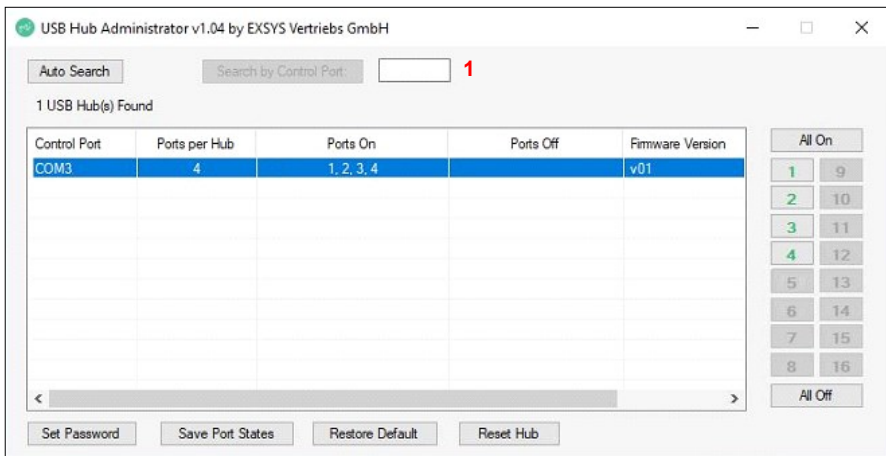 USB Hub Administrator v1.04 by EXSYS Vertriebs GmbH
Auto Search Search by Control Port: 1
1 USB Hub(s) Found
Control Port Ports per Hub Ports On Ports Off Firmware Version All On
COM3 4 1, 2, 3, 4 v01 1 9
2 10
3 11
4 12
5 13
6 14
7 15
8 16
All Off
Set Password Save Port States Restore Default Reset Hub